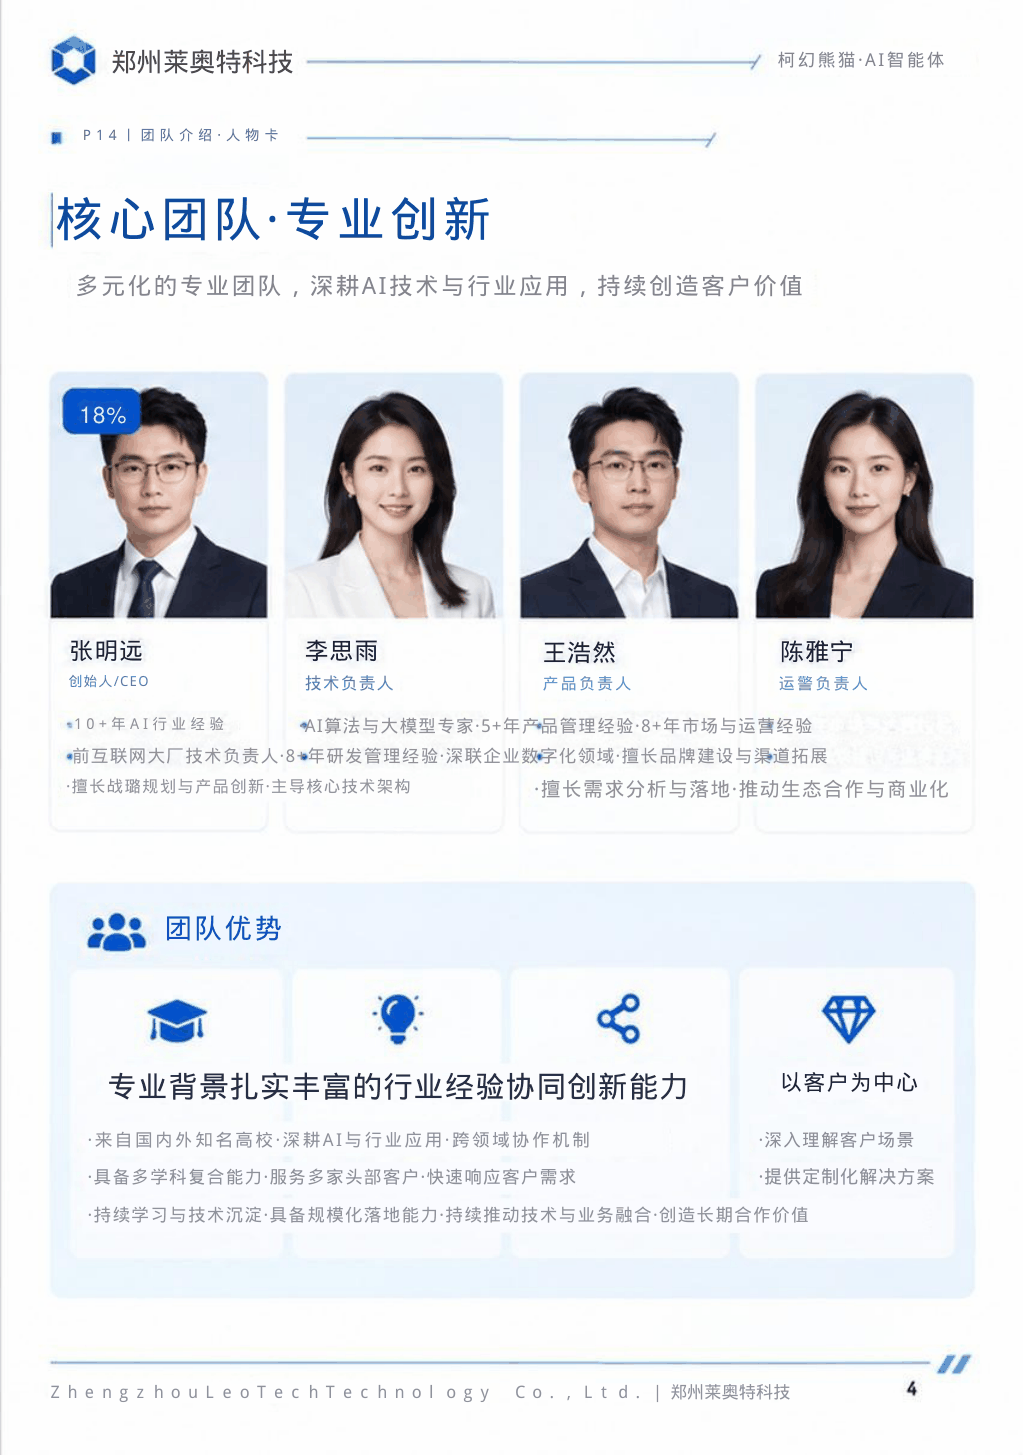 郑州莱奥特科技
柯幻熊猫·AI智能体
P14丨团队介绍·人物卡
核心团队·专业创新
多元化的专业团队，深耕AI技术与行业应用，持续创造客户价值
18%
张明远
创始人/CEO
李思雨
技术负责人
王浩然
产品负责人
陈雅宁
运警负责人
·10+年AI行业经验
·AI算法与大模型专家·5+年产品管理经验·8+年市场与运营经验
·前互联网大厂技术负责人·8+年研发管理经验·深联企业数字化领域·擅长品牌建设与渠道拓展
·擅长战璐规划与产品创新·主导核心技术架构
·擅长需求分析与落地·推动生态合作与商业化
团队优势
专业背景扎实丰富的行业经验协同创新能力
以客户为中心
·来自国内外知名高校·深耕AI与行业应用·跨领域协作机制
·深入理解客户场景
·具备多学科复合能力·服务多家头部客户·快速响应客户需求
·提供定制化解决方案
·持续学习与技术沉淀·具备规模化落地能力·持续推动技术与业务融合·创造长期合作价值
ZhengzhouLeoTechTechnology Co.,Ltd.|郑州莱奥特科技
4